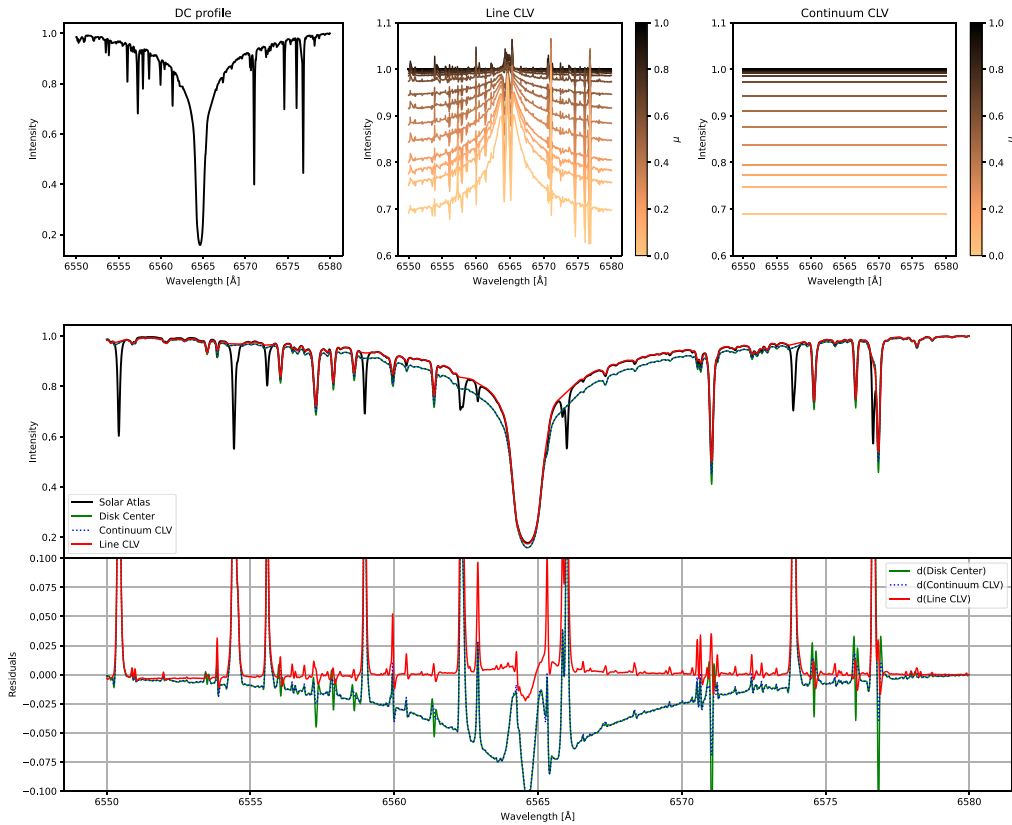 DC profile
1.0
0.8
0.6
0.4
0.2
Intensity
6550 6555 6560 6565 6570 6575 6580
Wavelength [Å]
Line CLV
1.1
1.0
0.9
0.8
0.7
0.6
Intensity
6550 6555 6560 6565 6570 6575 6580
Wavelength [Å]
1.0
0.8
0.6
0.4
0.2
0.0
μ
Continuum CLV
1.1
1.0
0.9
0.8
0.7
0.6
Intensity
6550 6555 6560 6565 6570 6575 6580
Wavelength [Å]
1.0
0.8
0.6
0.4
0.2
0.0
μ
1.0
0.8
0.6
0.4
0.2
Intensity
Solar Atlas
Disk Center
Continuum CLV
Line CLV
0.100
0.075
0.050
0.025
0.000
−0.025
−0.050
−0.075
−0.100
Residuals
d(Disk Center)
d(Continuum CLV)
d(Line CLV)
6550 6555 6560 6565 6570 6575 6580
Wavelength [Å]